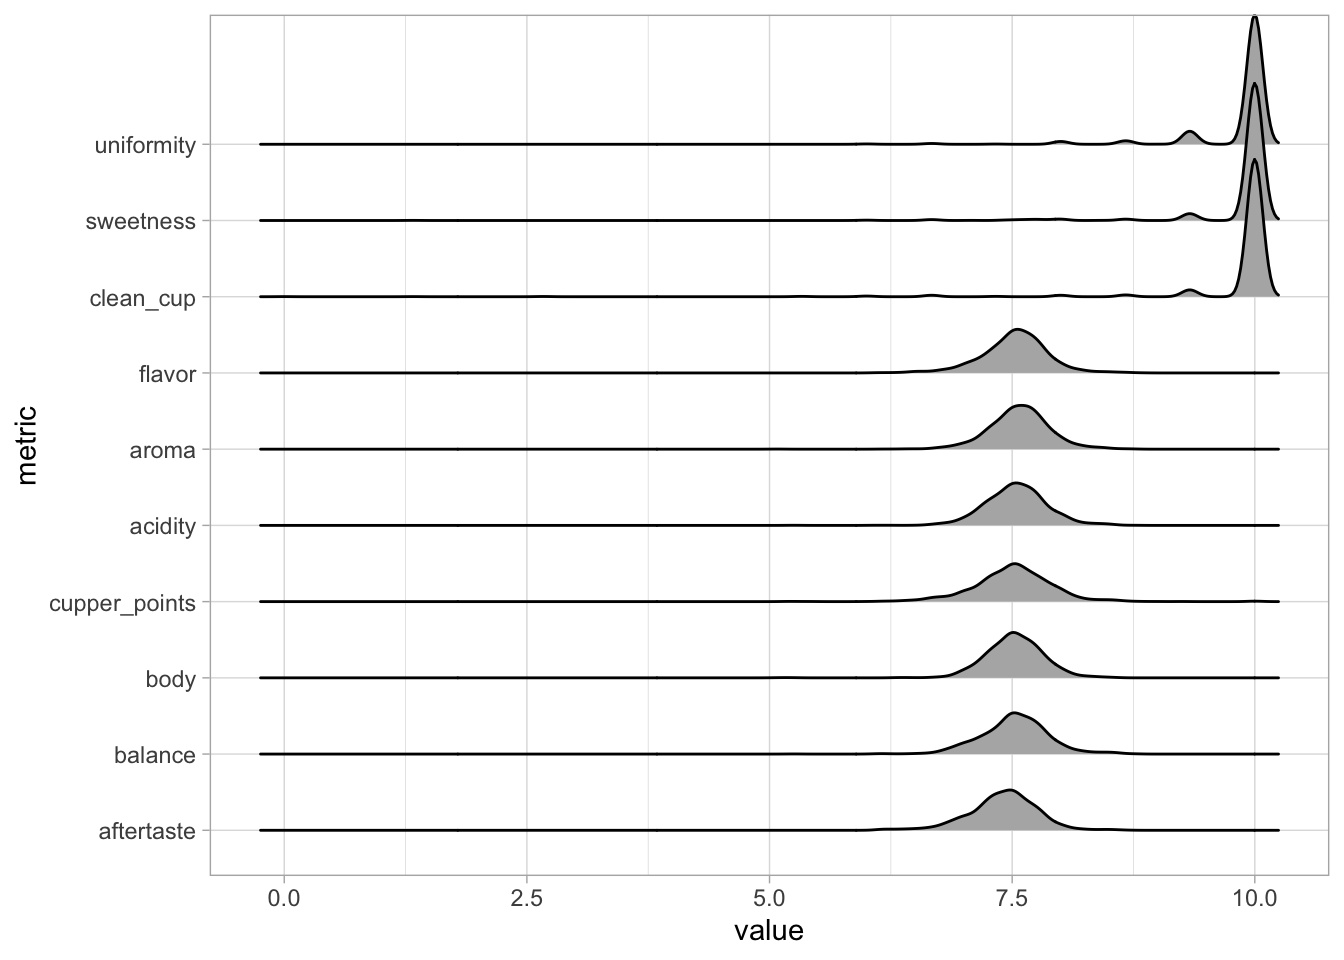 uniformity
sweetness
clean_cup
flavor
aroma
acidity
cupper_points
body
balance
aftertaste
metric
0.0 2.5 5.0 7.5 10.0
value